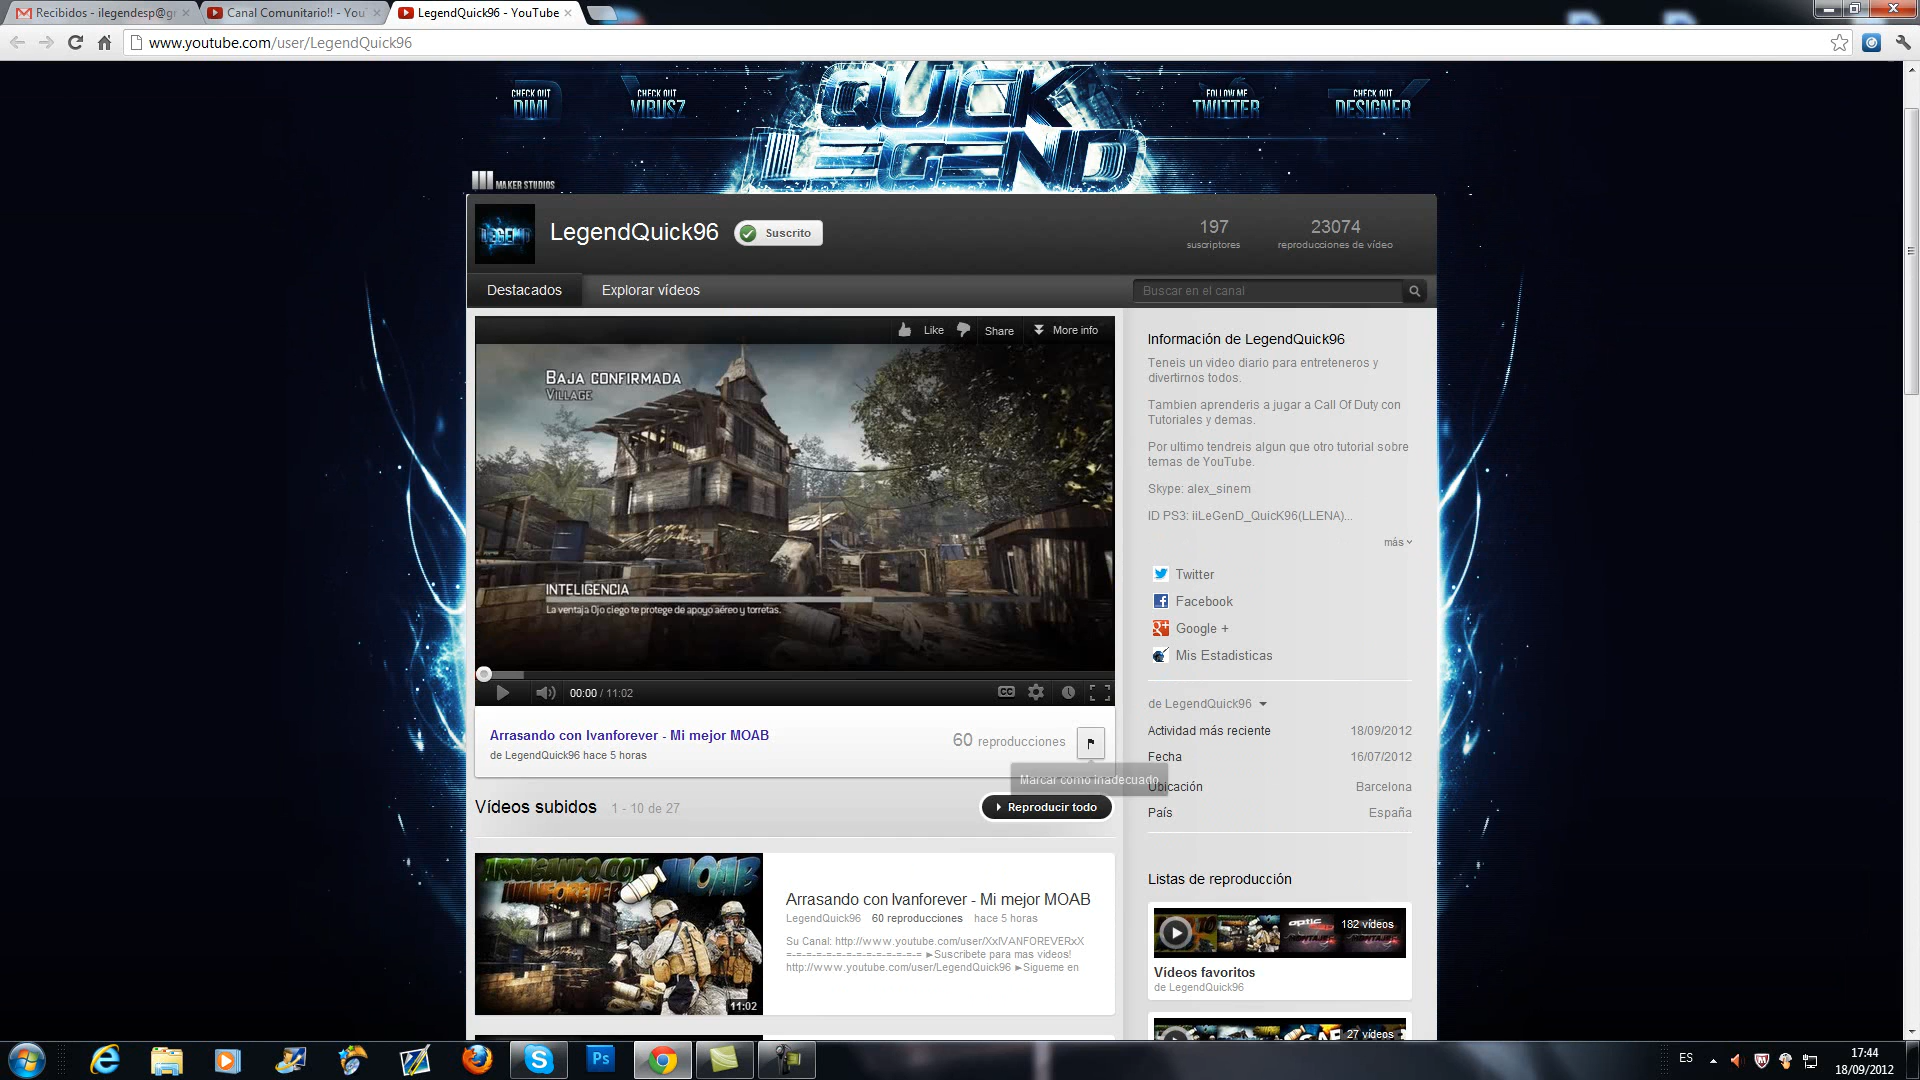 Recibidos - ilegendesp@gr
Canal Comunitario!! - You
LegendQuick96 - YouTube
www.youtube.com/user/LegendQuick96
CHECK OUT
DIMI
CHECK OUT
VIRUSZ
QUICK
LEGEND
FOLLOW ME
TWITTER
CHECK OUT
DESIGNER
MAKER STUDIOS
LEGEND
LegendQuick96
Suscrito
197
suscriptores
23074
reproducciones de vídeo
Destacados
Explorar vídeos
Buscar en el canal
Like
Share
More info
BAJA CONFIRMADA
VILLAGE
INTELIGENCIA
La ventaja Ojo ciego te protege de apoyo aéreo y torretas.
00:00 / 11:02
CC
Arrasando con Ivanforever - Mi mejor MOAB
de LegendQuick96 hace 5 horas
60 reproducciones
Marcar como inadecuado
Vídeos subidos
1 - 10 de 27
Reproducir todo
ARRASANDO CON
IVANFOREVER
MOAB
11:02
Arrasando con Ivanforever - Mi mejor MOAB
LegendQuick96 60 reproducciones hace 5 horas
Su Canal: http://www.youtube.com/user/XxIVANFOREVERxX
=-=-=-=-=-=-=-=-=-=-=-=-=-= ►Suscribete para mas videos!
http://www.youtube.com/user/LegendQuick96 ►Sigueme en
Información de LegendQuick96
Teneis un video diario para entreteneros y
divertirnos todos.
Tambien aprenderis a jugar a Call Of Duty con
Tutoriales y demas.
Por ultimo tendreis algun que otro tutorial sobre
temas de YouTube.
Skype: alex_sinem
ID PS3: iiLeGenD_QuicK96(LLENA)...
más
Twitter
Facebook
Google +
Mis Estadisticas
de LegendQuick96
Actividad más reciente 18/09/2012
Fecha 16/07/2012
Ubicación Barcelona
País España
Listas de reproducción
182 vídeos
Vídeos favoritos
de LegendQuick96
27 vídeos
Ps
ES
17:44
18/09/2012